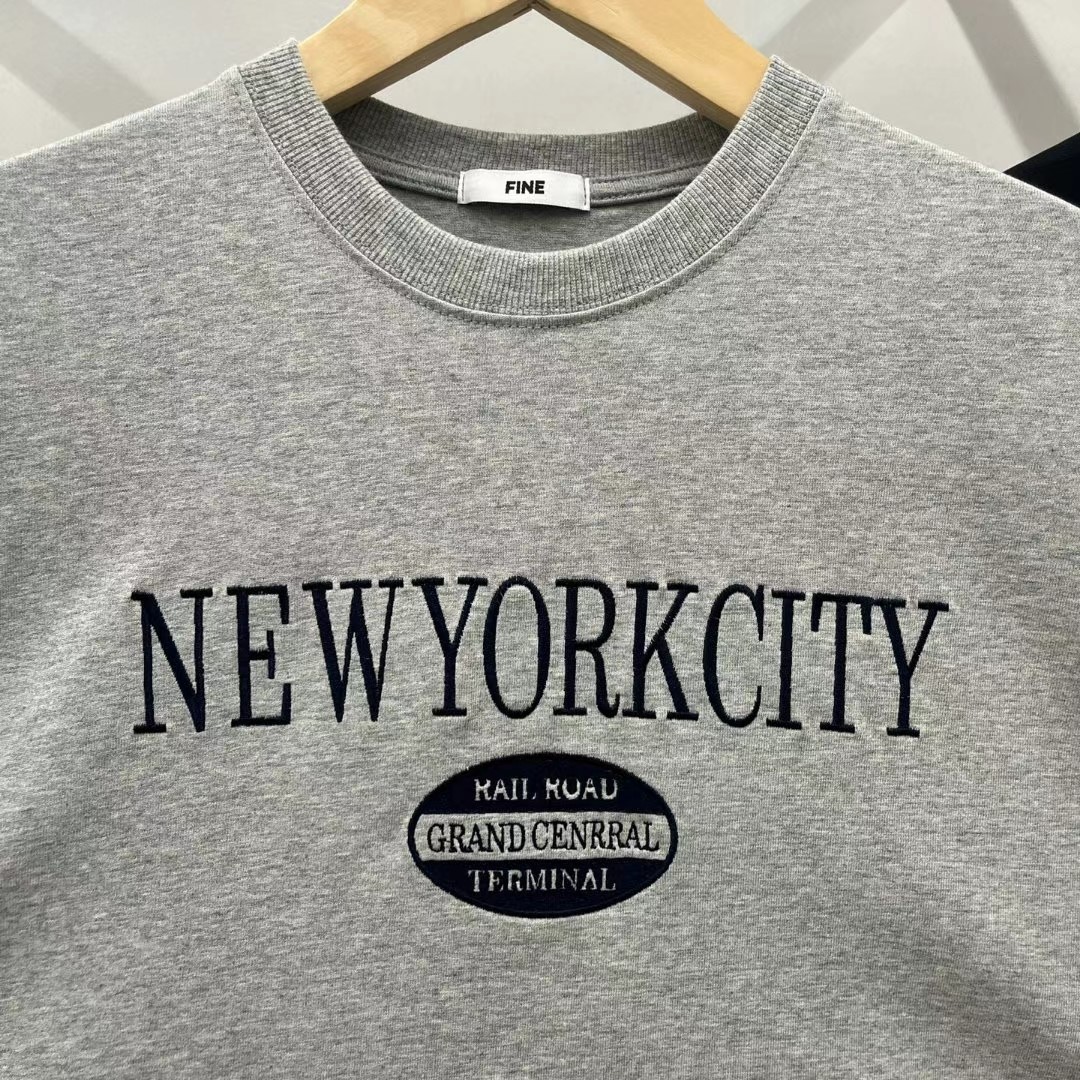 FINE
NEWYORKCITY
RAIL ROAD
GRAND CENRRAL
TERMINAL